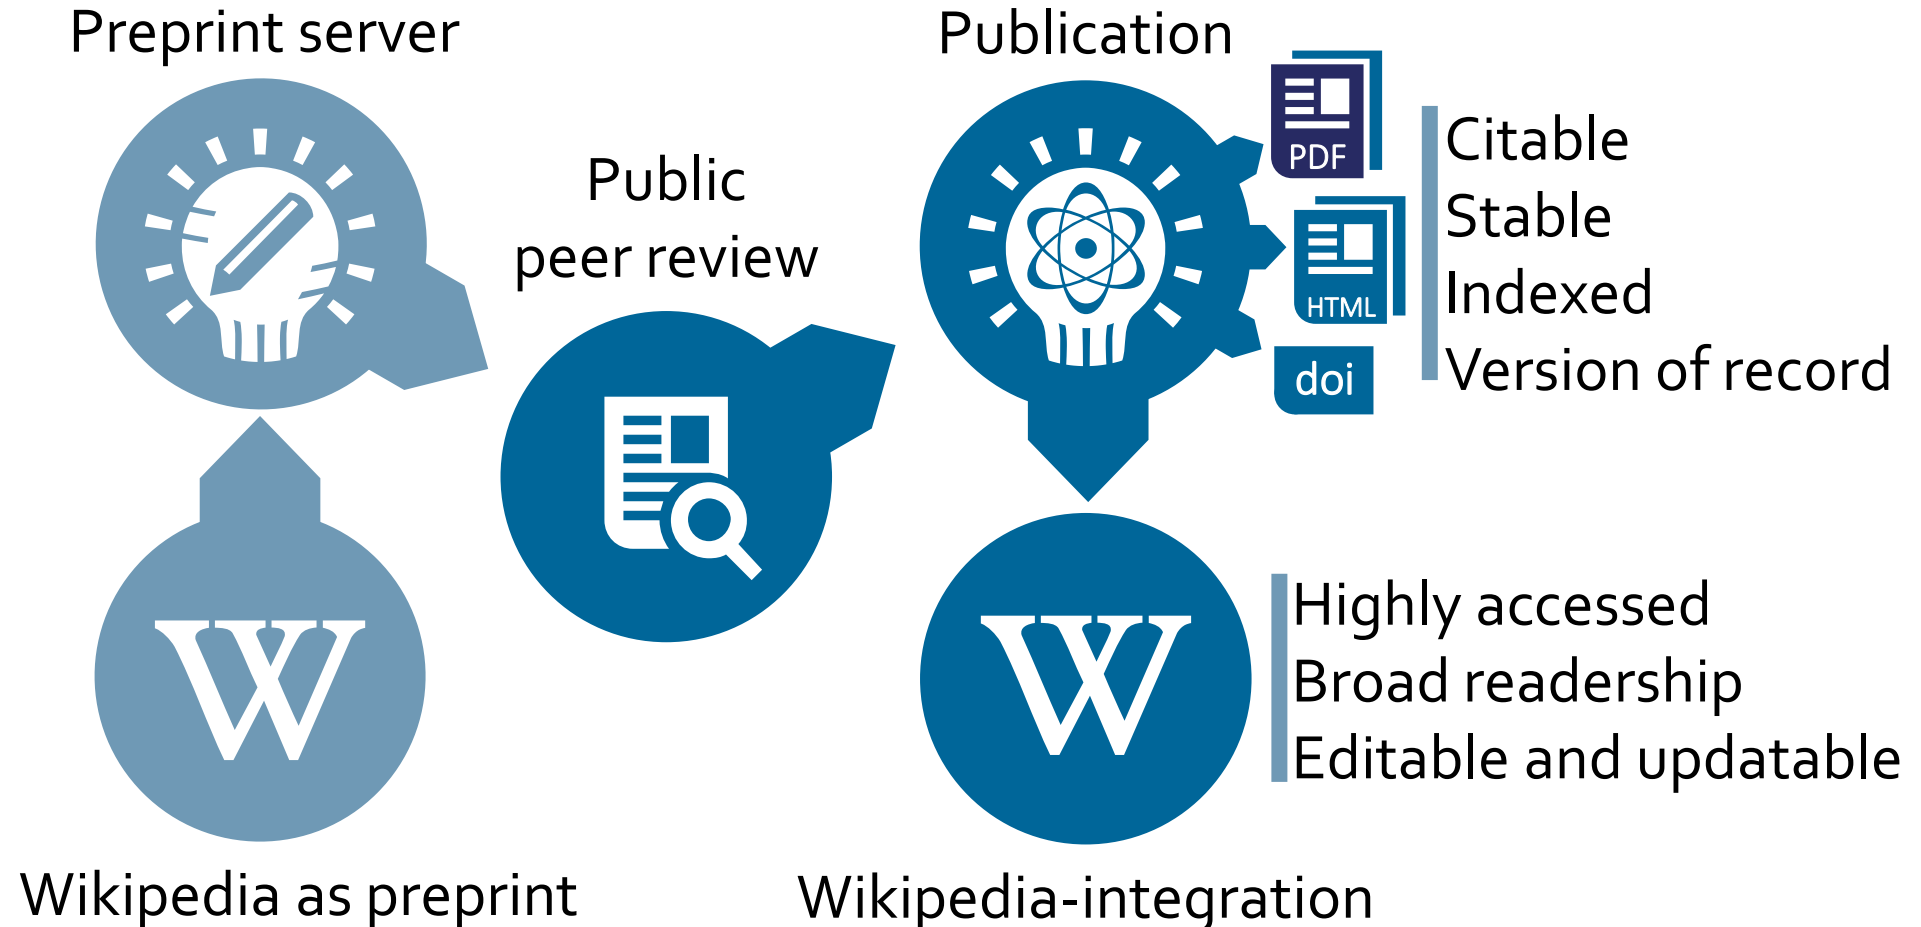 Preprint server
Publication
Public
peer review
PDF
HTML
doi
Citable
Stable
Indexed
Version of record
W
W
Highly accessed
Broad readership
Editable and updatable
Wikipedia as preprint
Wikipedia-integration